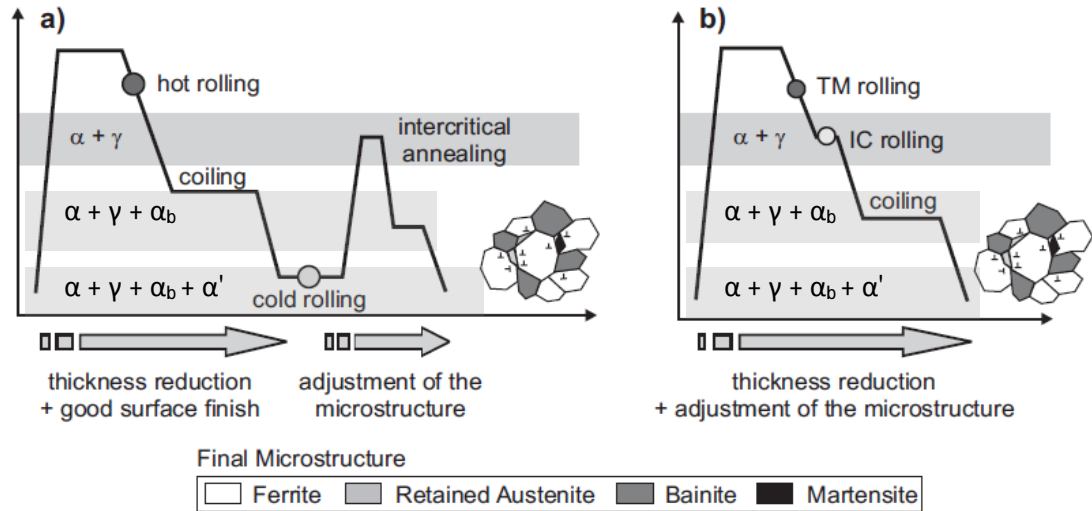 a)
hot rolling
α + γ
intercritical
annealing
coiling
α + γ + αb
α + γ + αb + α'
cold rolling
thickness reduction
+ good surface finish
adjustment of the
microstructure
b)
TM rolling
α + γ
IC rolling
α + γ + αb
coiling
α + γ + αb + α'
thickness reduction
+ adjustment of the microstructure
Final Microstructure
Ferrite Retained Austenite Bainite Martensite